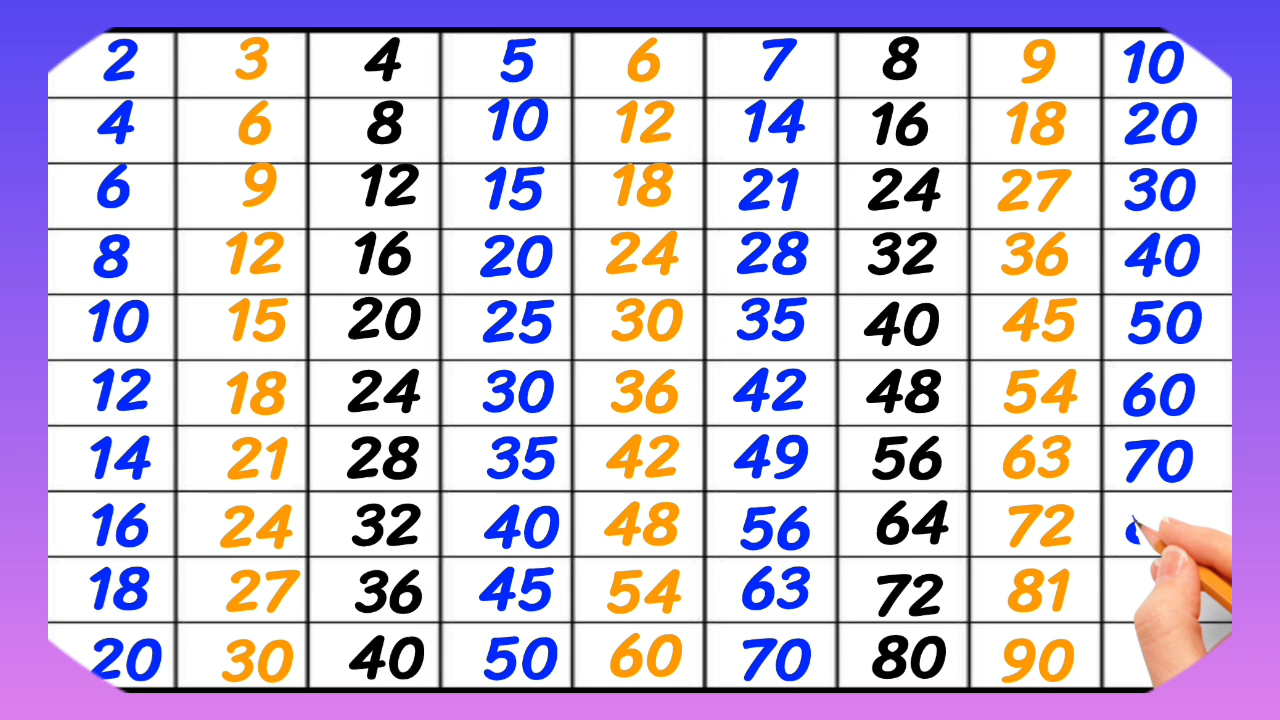 2 3 4 5 6 7 8 9 10
4 6 8 10 12 14 16 18 20
6 9 12 15 18 21 24 27 30
8 12 16 20 24 28 32 36 40
10 15 20 25 30 35 40 45 50
12 18 24 30 36 42 48 54 60
14 21 28 35 42 49 56 63 70
16 24 32 40 48 56 64 72
18 27 36 45 54 63 72 81
20 30 40 50 60 70 80 90